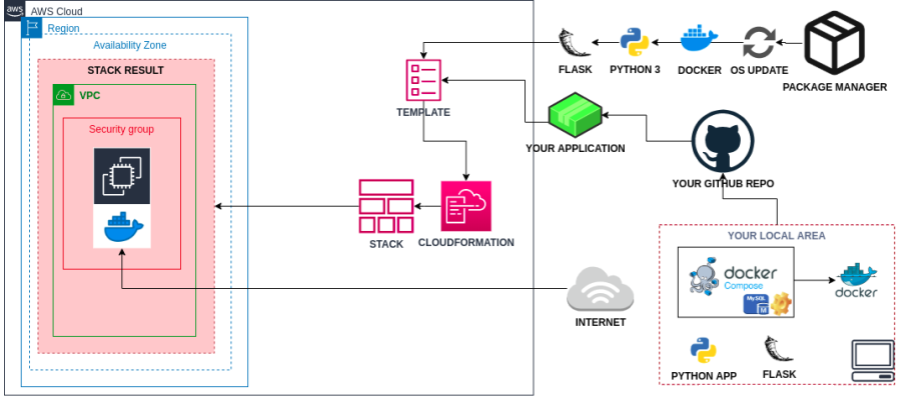 aws
AWS Cloud
Region
Availability Zone
STACK RESULT
VPC
Security group
FLASK
PYTHON 3
DOCKER
OS UPDATE
PACKAGE MANAGER
TEMPLATE
YOUR APPLICATION
YOUR GITHUB REPO
STACK
CLOUDFORMATION
INTERNET
YOUR LOCAL AREA
docker
Compose
MySQL
M
docker
PYTHON APP
FLASK